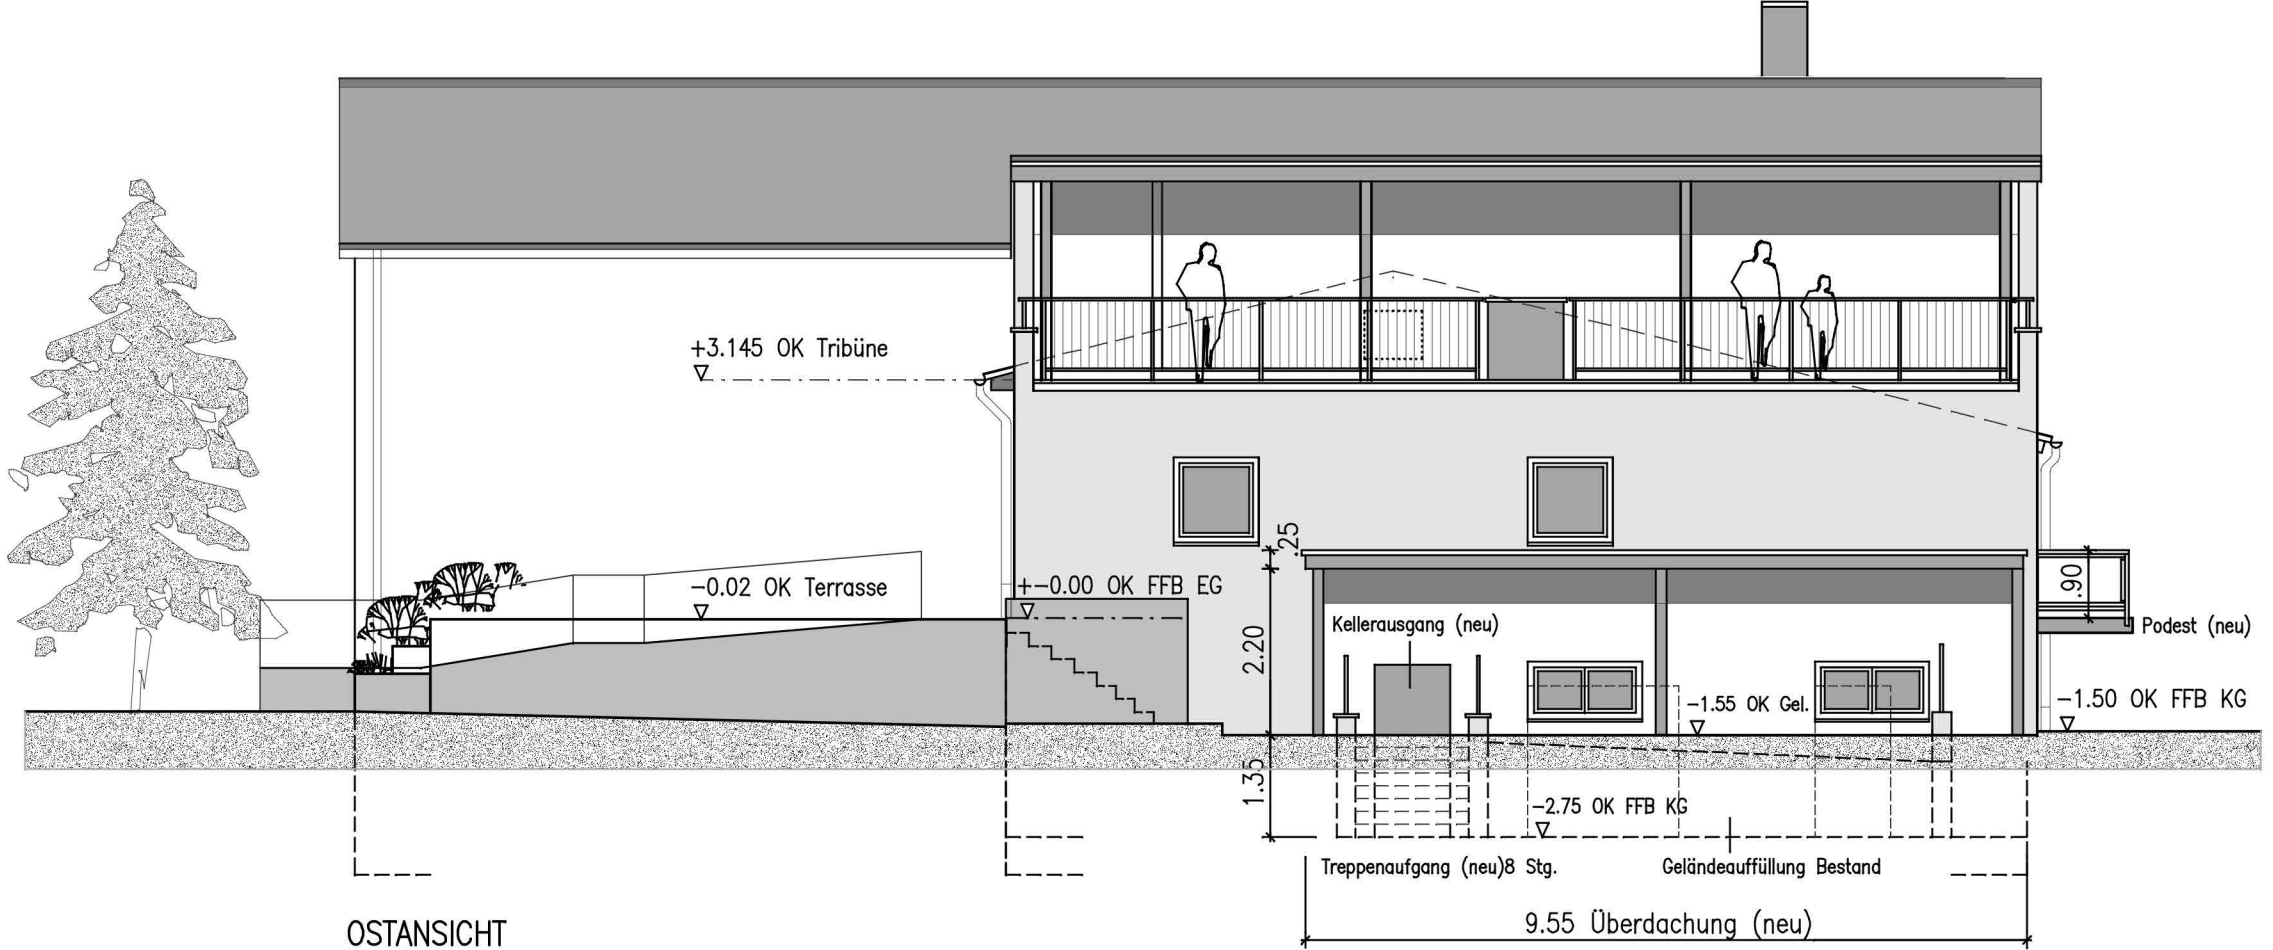 +3.145 OK Tribüne
.25
-0.02 OK Terrasse
+-0.00 OK FFB EG
.90
Kellerausgang (neu)
Podest (neu)
2.20
-1.55 OK Gel.
-1.50 OK FFB KG
1.35
-2.75 OK FFB KG
Treppenaufgang (neu)8 Stg.
Geländeauffüllung Bestand
9.55 Überdachung (neu)
OSTANSICHT